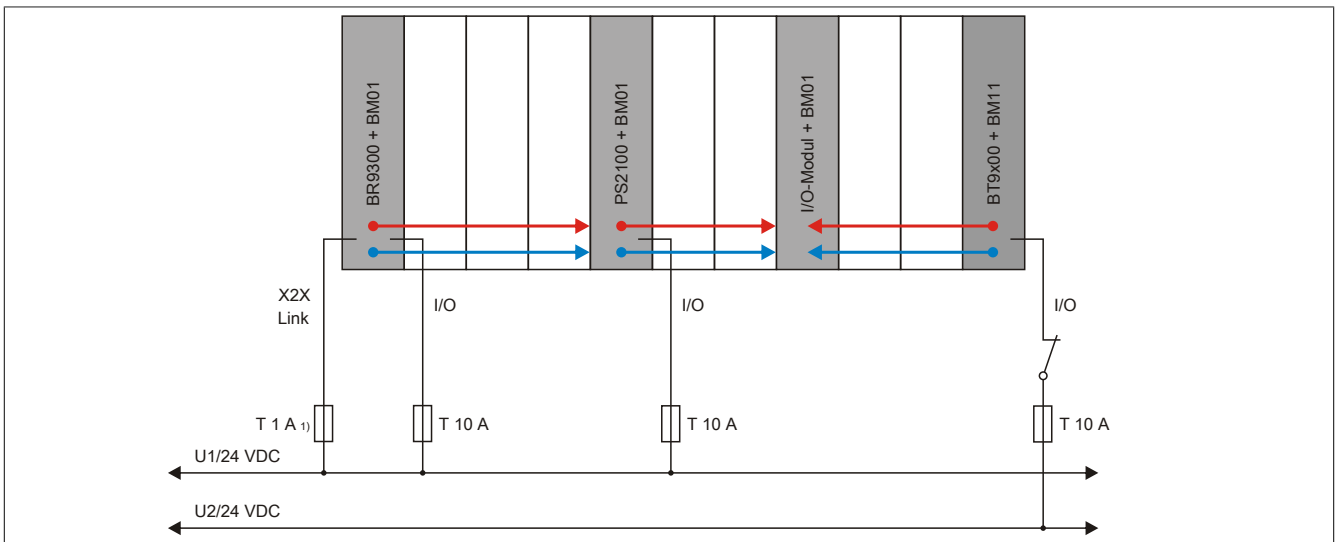 BR9300 + BM01
PS2100 + BM01
I/O-Modul + BM01
BT9x00 + BM11
X2X
Link
I/O
I/O
I/O
T 1 A 1)
T 10 A
T 10 A
T 10 A
U1/24 VDC
U2/24 VDC